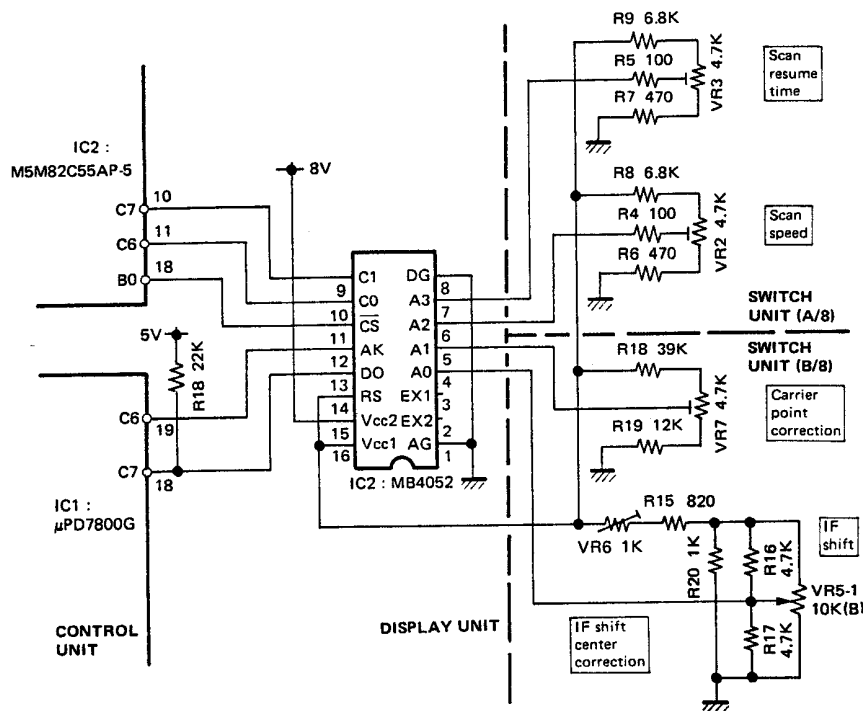 R9 6.8K
R5 100
R7 470
VR3 4.7K
Scan
resume
time
IC2 :
M5M82C55AP-5
8V
R8 6.8K
R4 100
R6 470
VR2 4.7K
Scan
speed
10
C7
11
C6
18
B0
C1
9
C0
10
CS
11
AK
12
DO
13
RS
14
Vcc2
15
Vcc1
16
DG
8
A3
7
A2
6
A1
5
A0
4
EX1
3
EX2
2
AG
1
IC2 : MB4052
SWITCH
UNIT (A/8)
SWITCH
UNIT (B/8)
5V
R18 22K
C6
19
C7
18
IC1 :
μPD7800G
R18 39K
R19 12K
VR7 4.7K
Carrier
point
correction
R15 820
VR6 1K
R20 1K
R16
4.7K
R17
4.7K
IF
shift
VR5-1
10K(B)
IF shift
center
correction
CONTROL
UNIT
DISPLAY UNIT